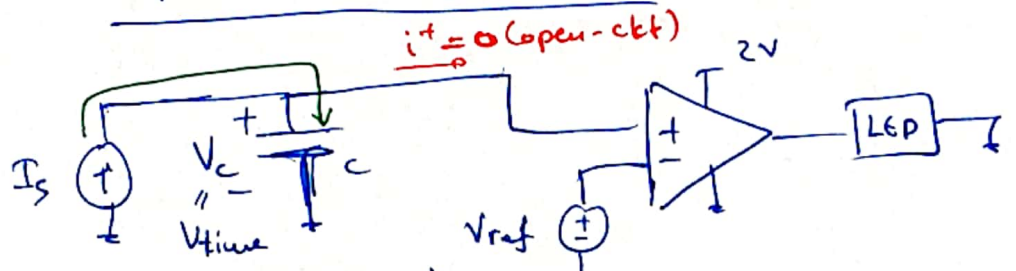 i⁺ = 0 (open-ckt)
2V
+
Vc
-
"
Vtime
Is
C
+
-
Vref
+
-
LED